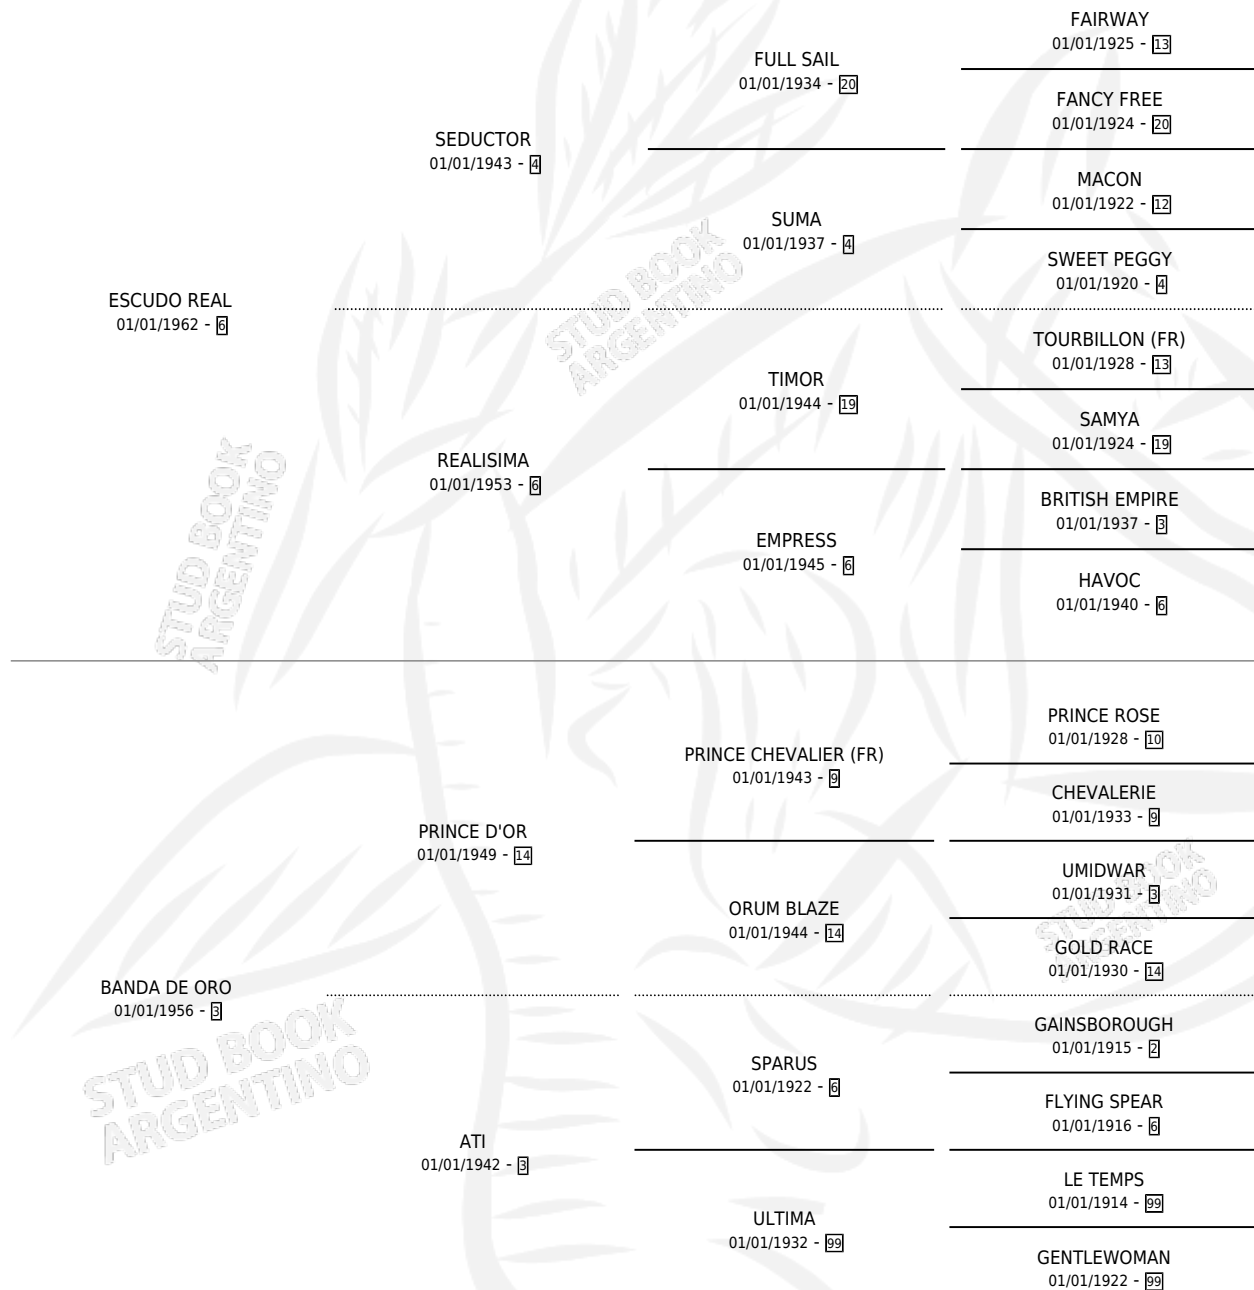 FAIRWAY
01/01/1925 - 13
FULL SAIL
01/01/1934 - 20
FANCY FREE
01/01/1924 - 20
SEDUCTOR
01/01/1943 - 4
MACON
01/01/1922 - 12
SUMA
01/01/1937 - 4
SWEET PEGGY
01/01/1920 - 4
ESCUDO REAL
01/01/1962 - 6
TOURBILLON (FR)
01/01/1928 - 13
TIMOR
01/01/1944 - 19
SAMYA
01/01/1924 - 19
REALISIMA
01/01/1953 - 6
BRITISH EMPIRE
01/01/1937 - 3
EMPRESS
01/01/1945 - 6
HAVOC
01/01/1940 - 6
STUD BOOK
ARGENTINO
STUD BOOK
ARGENTINO
PRINCE ROSE
01/01/1928 - 10
PRINCE CHEVALIER (FR)
01/01/1943 - 9
CHEVALERIE
01/01/1933 - 9
PRINCE D'OR
01/01/1949 - 14
UMIDWAR
01/01/1931 - 3
ORUM BLAZE
01/01/1944 - 14
GOLD RACE
01/01/1930 - 14
BANDA DE ORO
01/01/1956 - 3
GAINSBOROUGH
01/01/1915 - 2
SPARUS
01/01/1922 - 6
FLYING SPEAR
01/01/1916 - 6
ATI
01/01/1942 - 3
LE TEMPS
01/01/1914 - 99
ULTIMA
01/01/1932 - 99
GENTLEWOMAN
01/01/1922 - 99
STUD BOOK
ARGENTINO
STUD BOOK
ARGENTINO